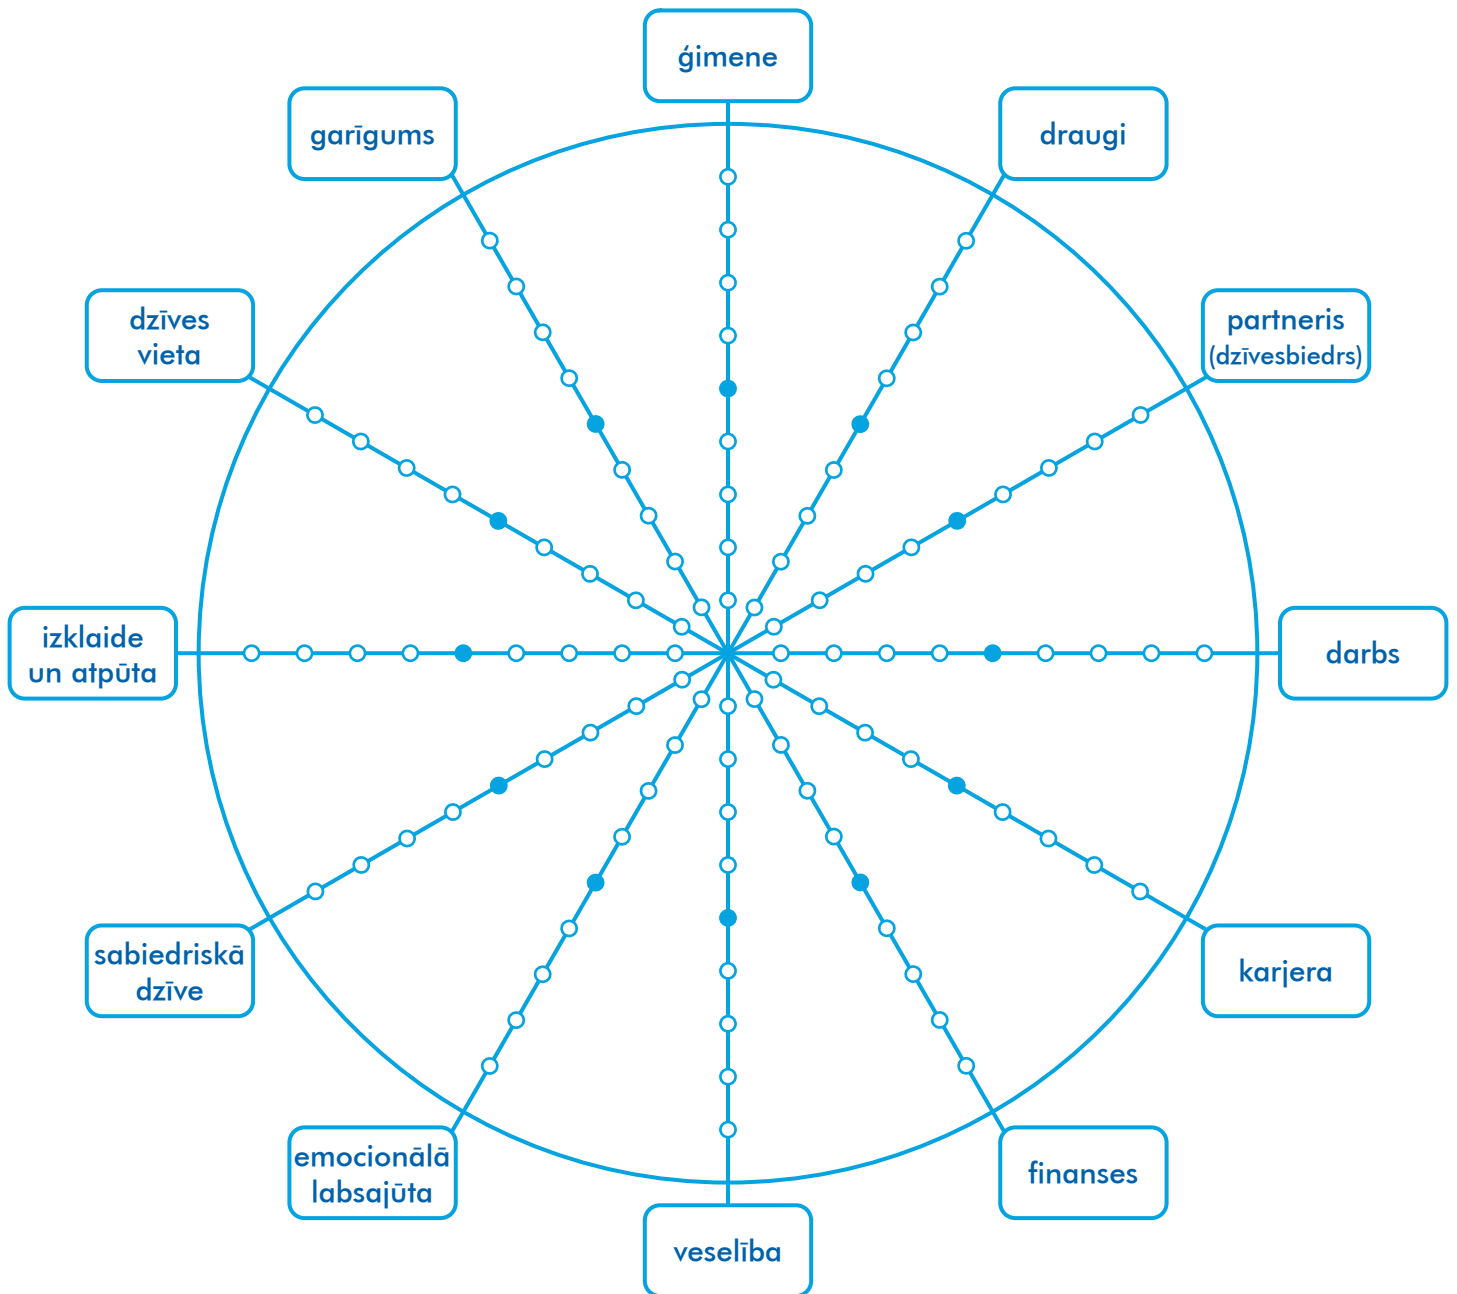 ģimene
garīgums
draugi
dzīves
vieta
partneris
(dzīvesbiedrs)
izklaide
un atpūta
darbs
sabiedriskā
dzīve
karjera
emocionālā
labsajūta
finanses
veselība